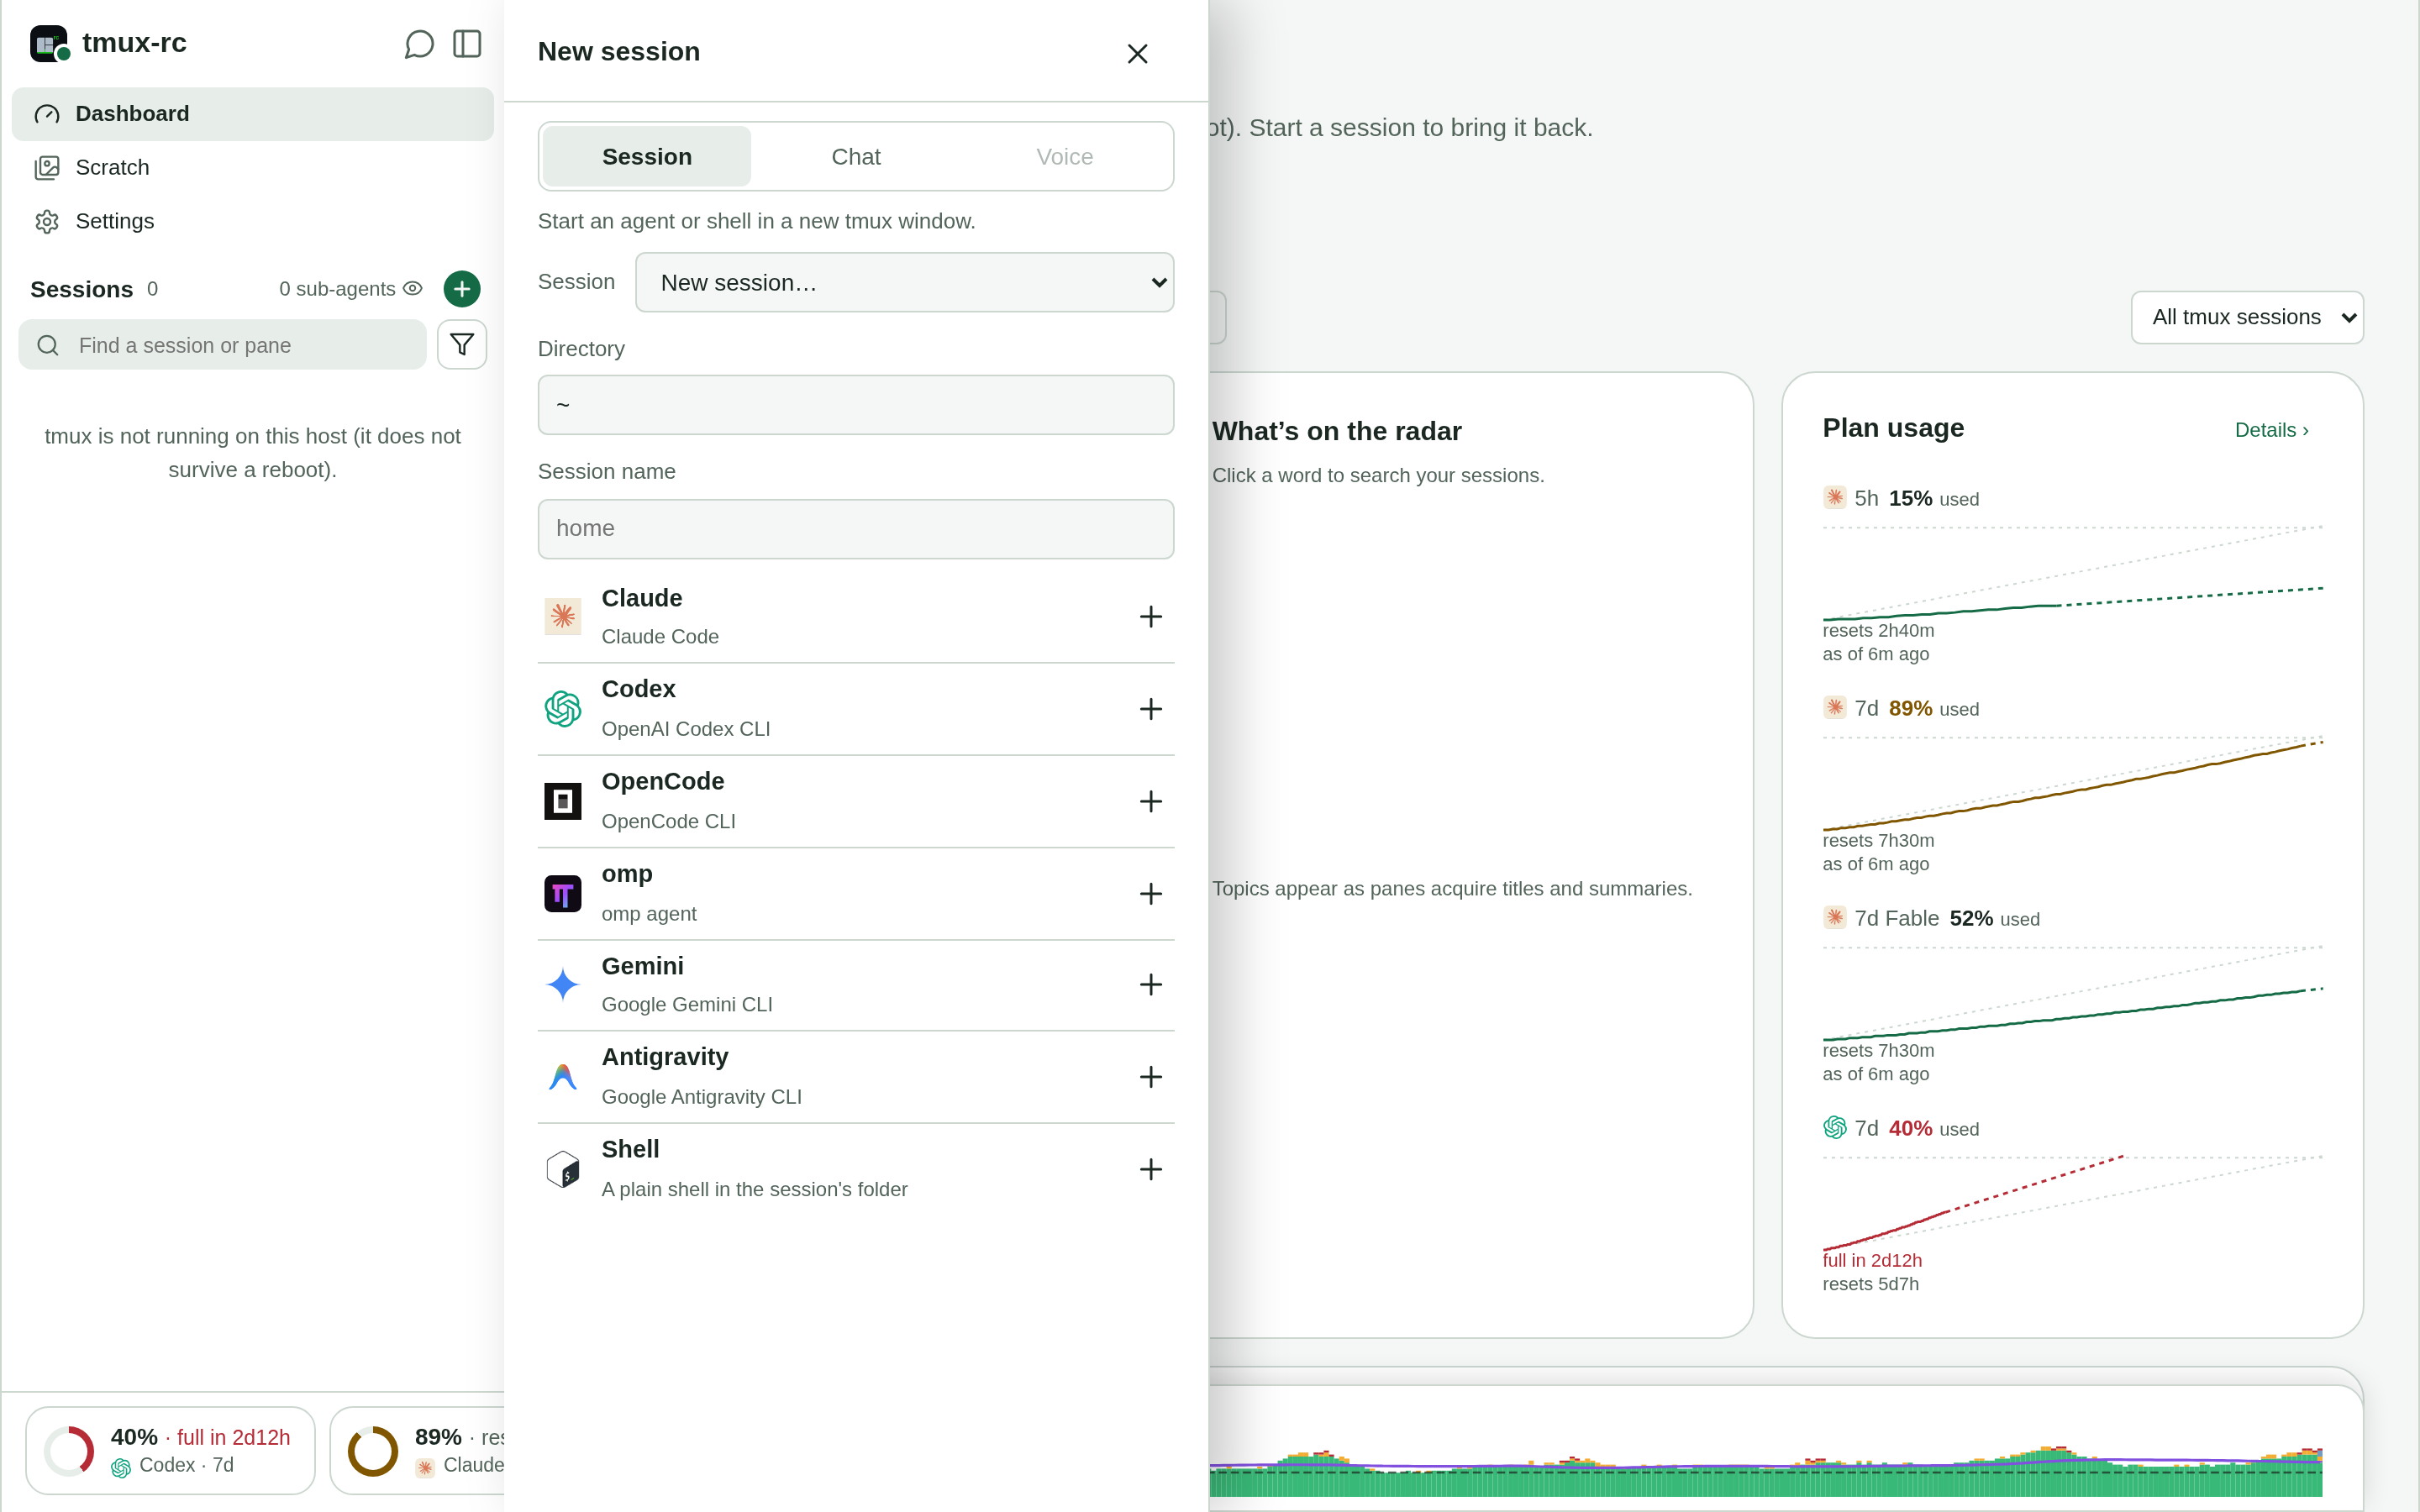 tmux-rc
Dashboard
Scratch
Settings
Sessions 0
0 sub-agents
Find a session or pane
tmux is not running on this host (it does not
survive a reboot).
40% · full in 2d12h
Codex · 7d
89% · res
Claude
New session
Session
Chat
Voice
Start an agent or shell in a new tmux window.
Session
New session…
Directory
~
Session name
home
Claude
Claude Code
Codex
OpenAI Codex CLI
OpenCode
OpenCode CLI
omp
omp agent
Gemini
Google Gemini CLI
Antigravity
Google Antigravity CLI
Shell
A plain shell in the session's folder
ot). Start a session to bring it back.
All tmux sessions
What’s on the radar
Click a word to search your sessions.
Topics appear as panes acquire titles and summaries.
Plan usage
Details ›
5h 15% used
resets 2h40m
as of 6m ago
7d 89% used
resets 7h30m
as of 6m ago
7d Fable 52% used
resets 7h30m
as of 6m ago
7d 40% used
full in 2d12h
resets 5d7h